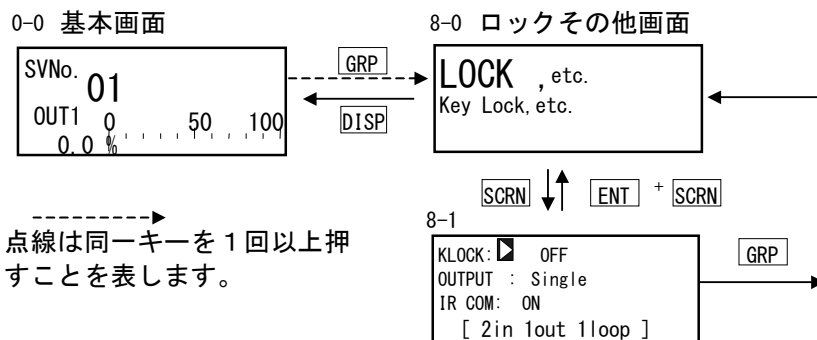 0-0 基本画面
SVNo.
01
OUT1 0 50 100
0.0 %
GRP
DISP
8-0 ロックその他画面
LOCK ,etc.
Key Lock,etc.
SCRN ENT + SCRN
点線は同一キーを１回以上押
すことを表します。
8-1
KLOCK: OFF
OUTPUT : Single
IR COM: ON
[ 2in 1out 1loop ]
GRP